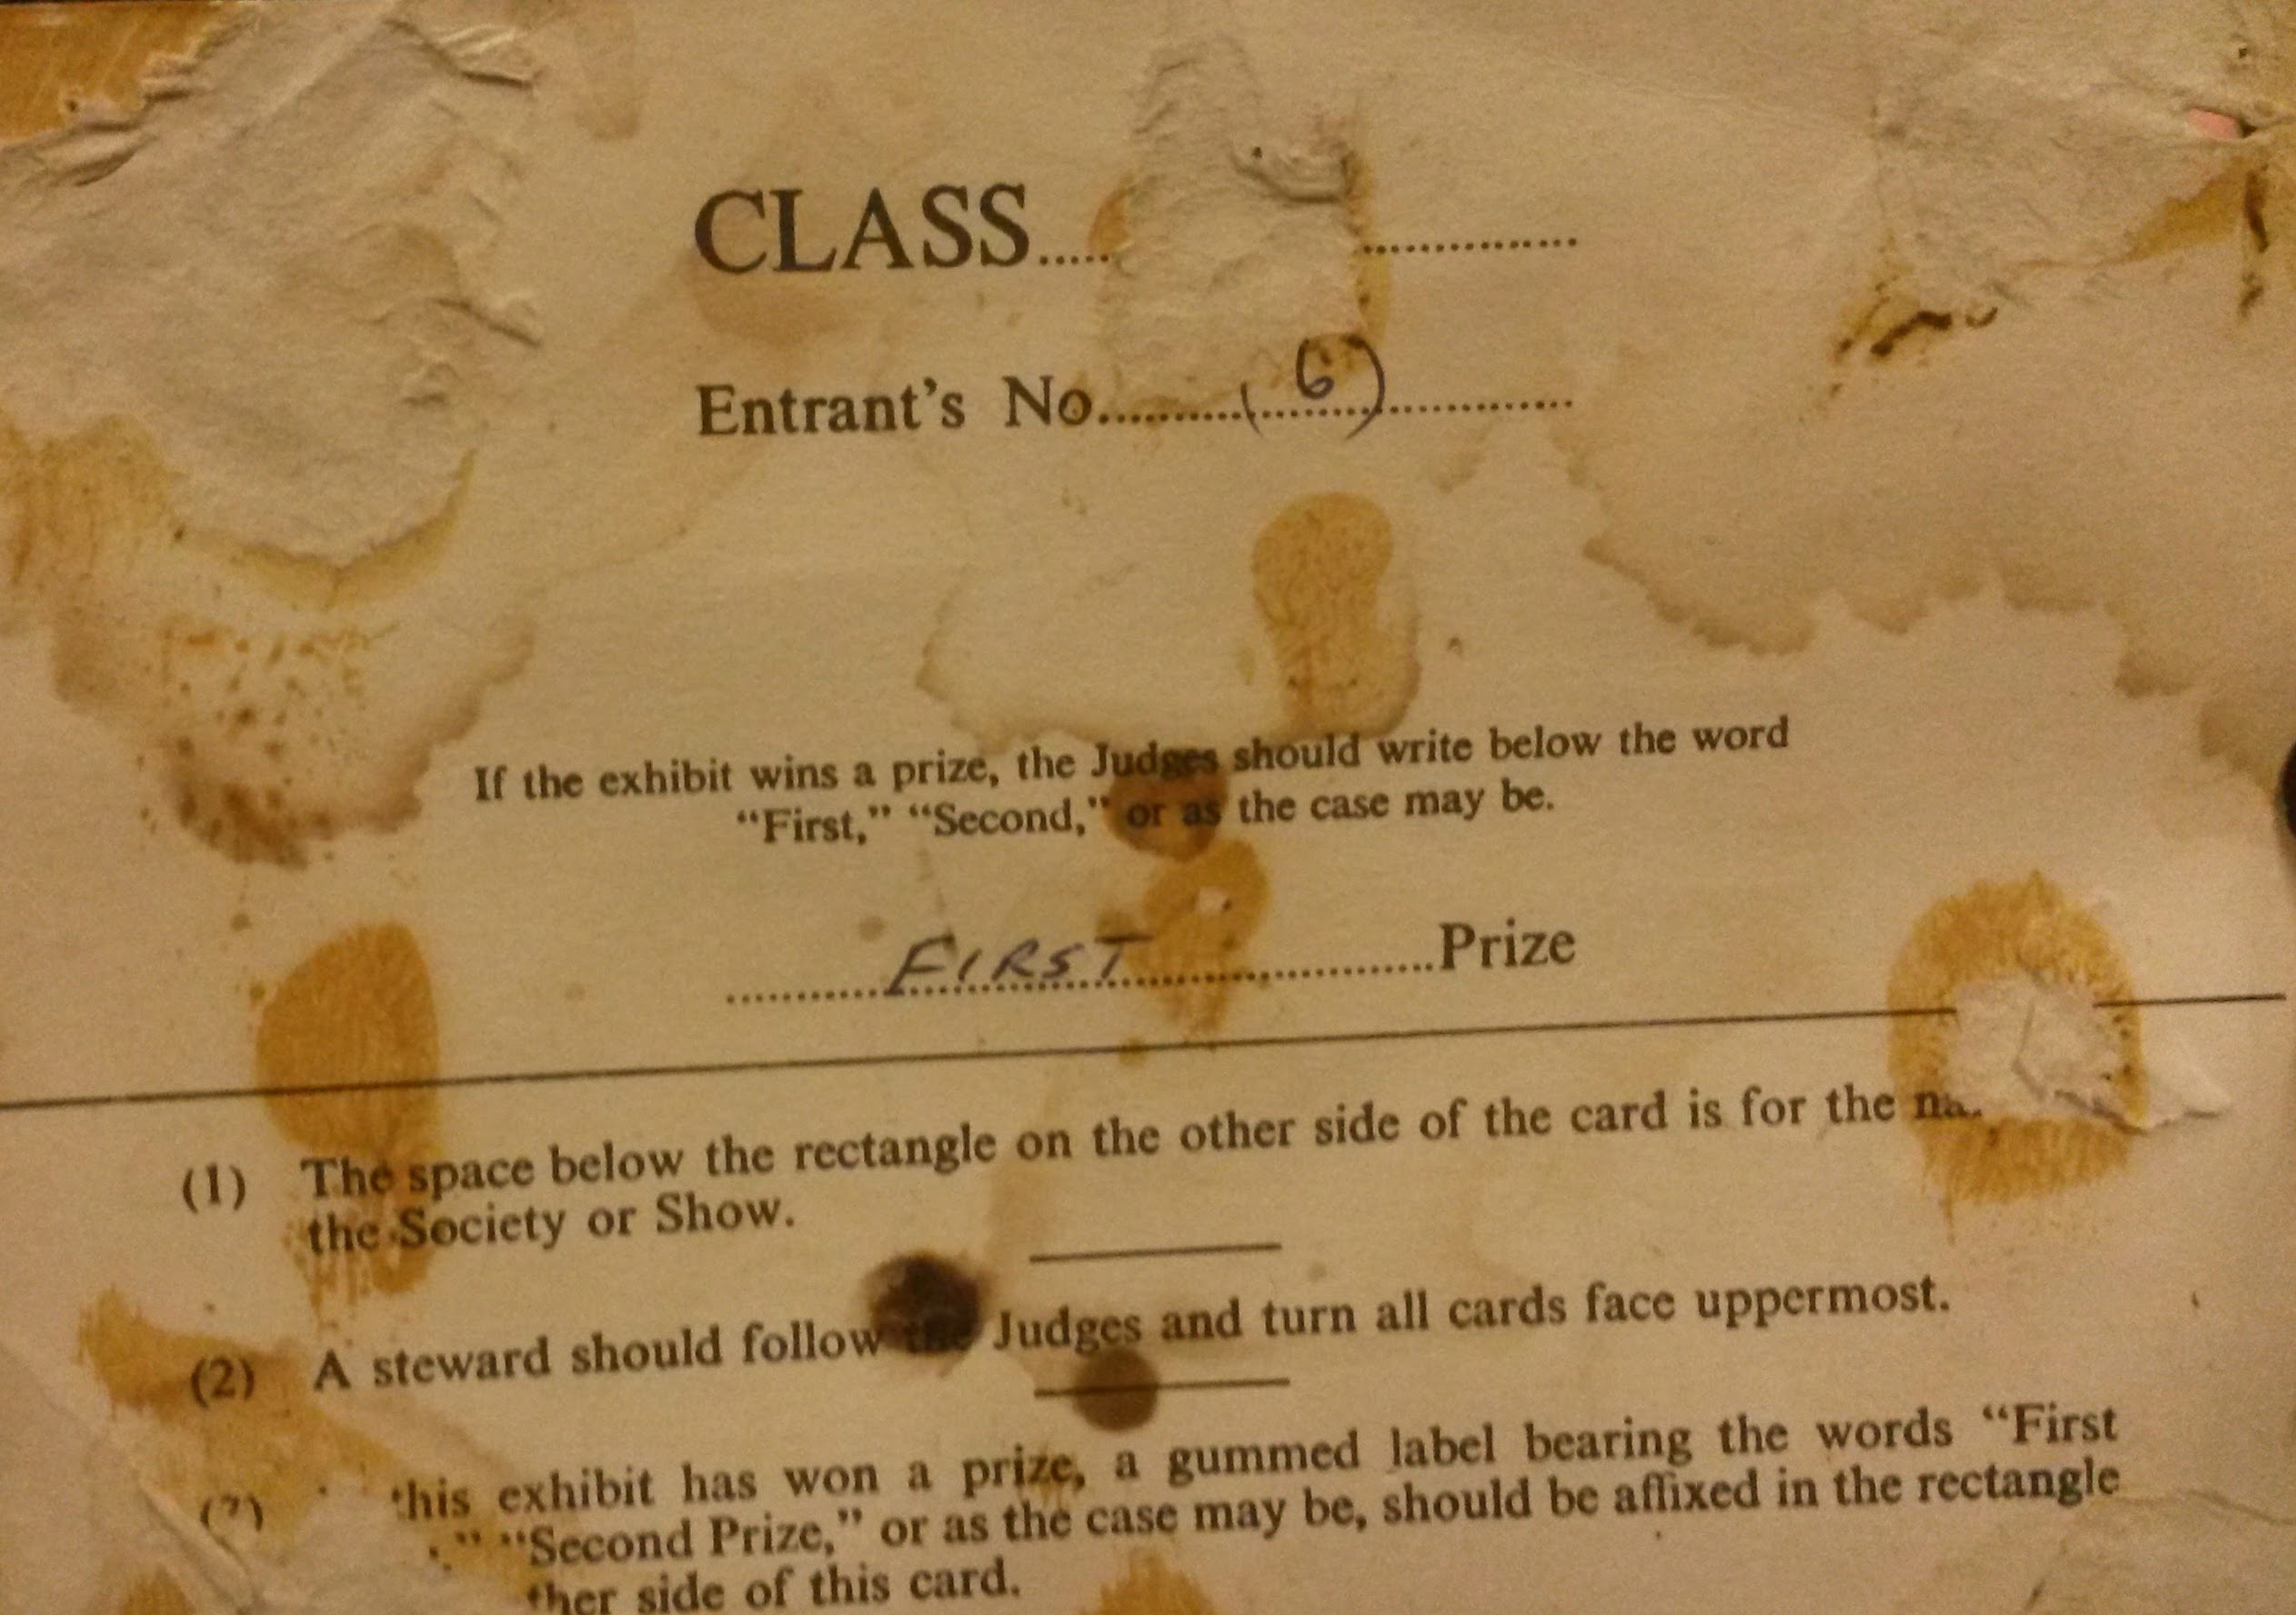 CLASS..... ...............
Entrant's No..........(6)...............
If the exhibit wins a prize, the Judges should write below the word
“First,” “Second,” or as the case may be.
...........FIRST....................Prize
(1) The space below the rectangle on the other side of the card is for the
the Society or Show.
(2) A steward should follow the Judges and turn all cards face uppermost.
this exhibit has won a prize, a gummed label bearing the words “First
“Second Prize,” or as the case may be, should be affixed in the rectangle
side of this card.